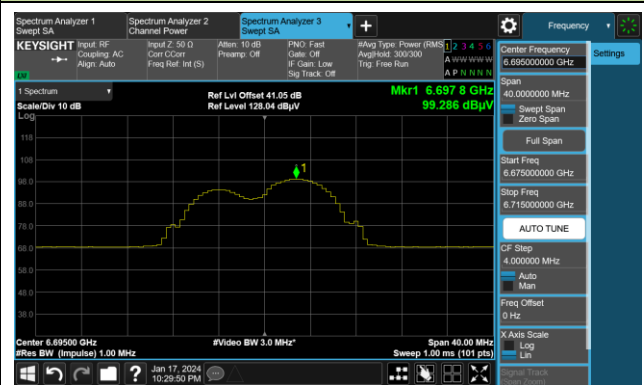 Spectrum Analyzer 1
Swept SA
Spectrum Analyzer 2
Channel Power
Spectrum Analyzer 3
Swept SA
Frequency
KEYSIGHT
Input: RF
Coupling: AC
Align: Auto
Input Z: 50 Ω
Corr CCorr
Freq Ref: Int (S)
Atten: 10 dB
Preamp: Off
PNO: Fast
Gate: Off
IF Gain: Low
Sig Track: Off
#Avg Type: Power (RMS
Avg|Hold: 300/300
Trig: Free Run
1 2 3 4 5 6
A W W W W W
A P N N N N
LXI
1 Spectrum
Scale/Div 10 dB
Log
Ref Lvl Offset 41.05 dB
Ref Level 128.04 dBµV
Mkr1 6.697 8 GHz
99.286 dBµV
118
108
98.0
88.0
78.0
68.0
58.0
48.0
38.0
1
Center 6.69500 GHz
#Res BW (Impulse) 1.00 MHz
#Video BW 3.0 MHz*
Span 40.00 MHz
Sweep 1.00 ms (101 pts)
Jan 17, 2024
10:29:50 PM
Center Frequency
6.695000000 GHz
Span
40.0000000 MHz
Swept Span
Zero Span
Full Span
Start Freq
6.675000000 GHz
Stop Freq
6.715000000 GHz
AUTO TUNE
CF Step
4.000000 MHz
Auto
Man
Freq Offset
0 Hz
X Axis Scale
Log
Lin
Signal Track
(Span Zoom)
Settings